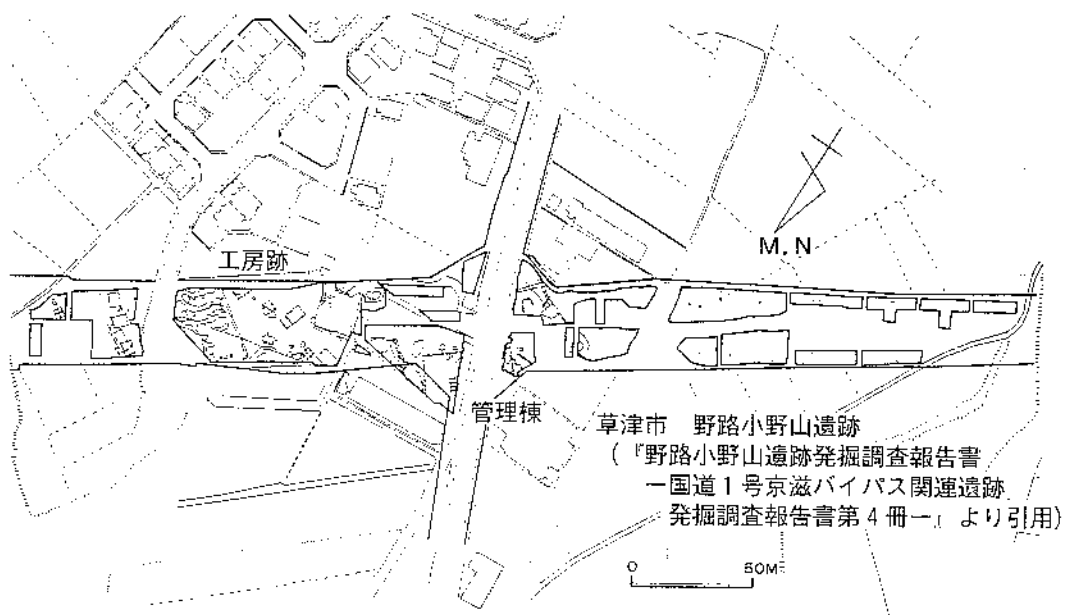 工房跡
M.N
管理棟
草津市　野路小野山遺跡
（『野路小野山遺跡発掘調査報告書
ー国道1号京滋バイパス関連遺跡
発掘調査報告書第4冊ー』より引用）
0
50M